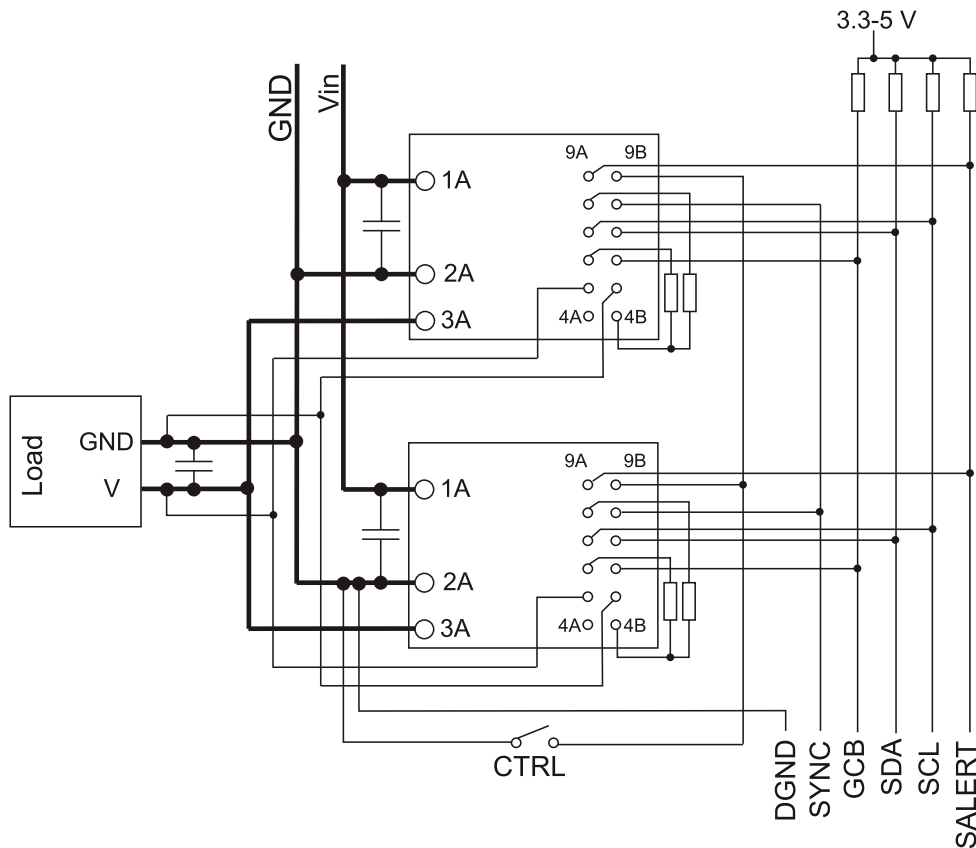 3.3-5 V
GND
Vin
9A 9B
1A
2A
3A
4A 4B
Load
GND
V
9A 9B
1A
2A
3A
4A 4B
CTRL
DGND
SYNC
GCB
SDA
SCL
SALERT